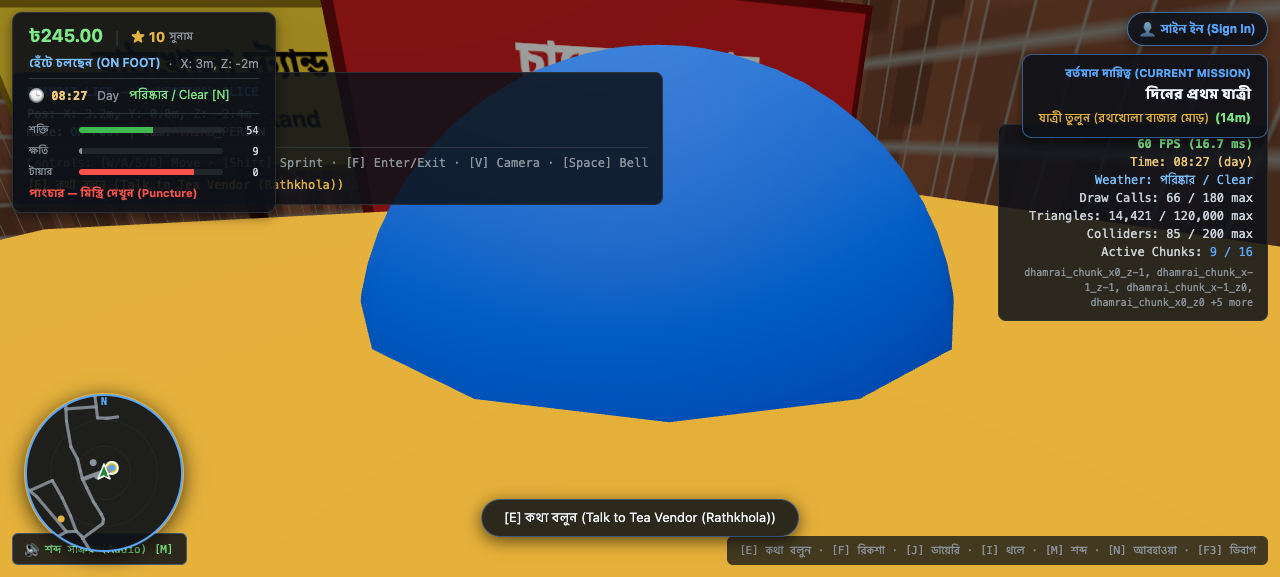 ৳245.00 | ⭐ 10 সুনাম
হেঁটে চলছেন (ON FOOT) · X: 3m, Z: -2m
🕒 08:27 Day পরিষ্কার / Clear [N]
শক্তি 54
ক্ষতি 9
টায়ার 0
পাংচার — মিস্ত্রি দেখুন (Puncture)
Sprint · [F] Enter/Exit · [V] Camera · [Space] Bell
স্ট্যান্ড
👤 সাইন ইন (Sign In)
বর্তমান দায়িত্ব (CURRENT MISSION)
দিনের প্রথম যাত্রী
যাত্রী তুলুন (রথখোলা বাজার মোড়) (14m)
60 FPS (16.7 ms)
Time: 08:27 (day)
Weather: পরিষ্কার / Clear
Draw Calls: 66 / 180 max
Triangles: 14,421 / 120,000 max
Colliders: 85 / 200 max
Active Chunks: 9 / 16
dhamrai_chunk_x0_z-1, dhamrai_chunk_x-
1_z-1, dhamrai_chunk_x-1_z0,
dhamrai_chunk_x0_z0 +5 more
N
[E] কথা বলুন (Talk to Tea Vendor (Rathkhola))
🔊 শব্দ (Audio) [M]
[E] কথা বলুন · [F] রিকশা · [J] ডায়েরি · [I] থলে · [M] শব্দ · [N] আবহাওয়া · [F3] ডিবাগ